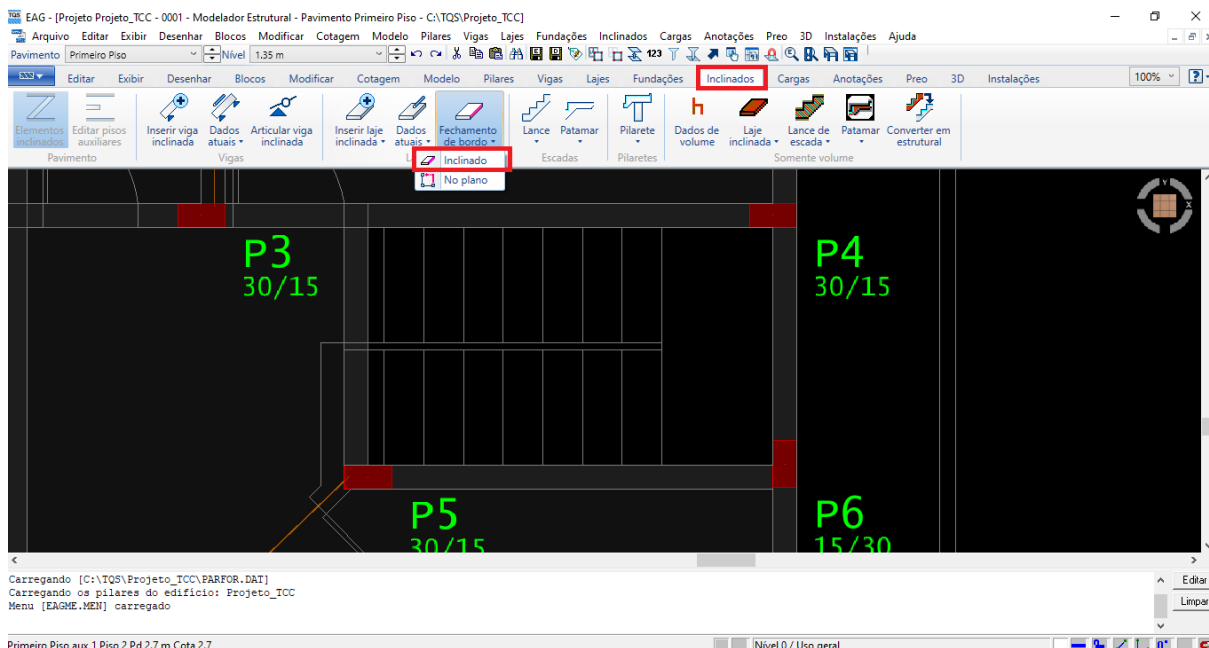 TQS EAG - [Projeto Projeto_TCC - 0001 - Modelador Estrutural - Pavimento Primeiro Piso - C:\TQS\Projeto_TCC]
Arquivo Editar Exibir Desenhar Blocos Modificar Cotagem Modelo Pilares Vigas Lajes Fundações Inclinados Cargas Anotações Preo 3D Instalações Ajuda
Pavimento Primeiro Piso Nível 1.35 m 123
Editar Exibir Desenhar Blocos Modificar Cotagem Modelo Pilares Vigas Lajes Fundações Inclinados Cargas Anotações Preo 3D Instalações 100% ?
Elementos inclinados
Editar pisos auxiliares
Inserir viga inclinada
Dados atuais
Articular viga inclinada
Inserir laje inclinada
Dados atuais
Fechamento de bordo
Lance
Patamar
Pilarete
h
Dados de volume
Laje inclinada
Lance de escada
Patamar
Converter em estrutural
Pavimento Vigas L Escadas Pilaretes Somente volume
Inclinado
No plano
Y
X
P3
30/15
P4
30/15
P5
30/15
P6
15/30
Carregando [C:\TQS\Projeto_TCC\PARFOR.DAT]
Carregando os pilares do edifício: Projeto_TCC
Menu [EAGME.MEN] carregado
Editar
Limpar
Primeiro Piso aux 1 Piso 2 Pd 2.7 m Cota 2.7
Nível 0 / Uso geral